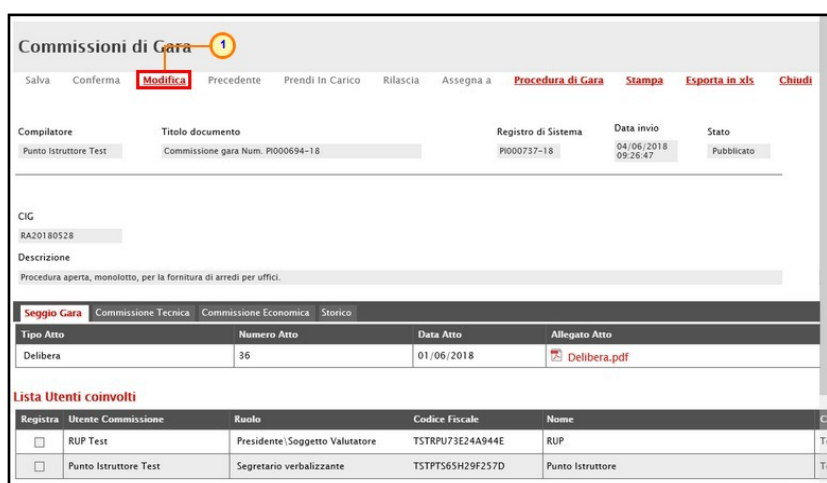 Commissioni di Gara
1
Salva Conferma Modifica Precedente Prendi In Carico Rilascia Assegna a Procedura di Gara Stampa Esporta in xls Chiudi
Compilatore Titolo documento Registro di Sistema Data invio Stato
Punto Istruttore Test Commissione gara Num. PI000694-18 PI000737-18 04/06/2018 09:26:47 Pubblicato
CIG
RA20180528
Descrizione
Procedura aperta, monolotto, per la fornitura di arredi per uffici.
Seggio Gara Commissione Tecnica Commissione Economica Storico
Tipo Atto Numero Atto Data Atto Allegato Atto
Delibera 36 01/06/2018 Delibera.pdf
Lista Utenti coinvolti
Registra Utente Commissione Ruolo Codice Fiscale Nome
RUP Test Presidente\Soggetto Valutatore TSTRPU73E24A944E RUP
Punto Istruttore Test Segretario verbalizzante TSTPTS65H29F257D Punto Istruttore